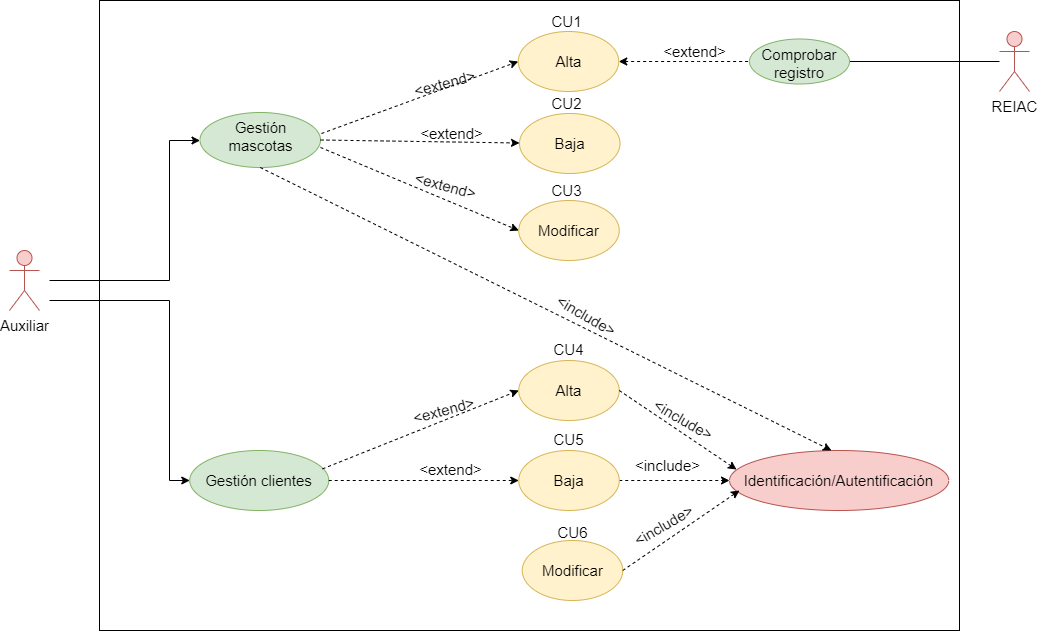 CU1
Alta
<extend>
Comprobar
registro
REIAC
<extend>
CU2
Gestión
mascotas
<extend>
Baja
<extend>
CU3
Modificar
Auxiliar
<include>
CU4
Alta
<extend>
<include>
CU5
Gestión clientes
<extend>
Baja
<include>
Identificación/Autentificación
CU6
<include>
Modificar